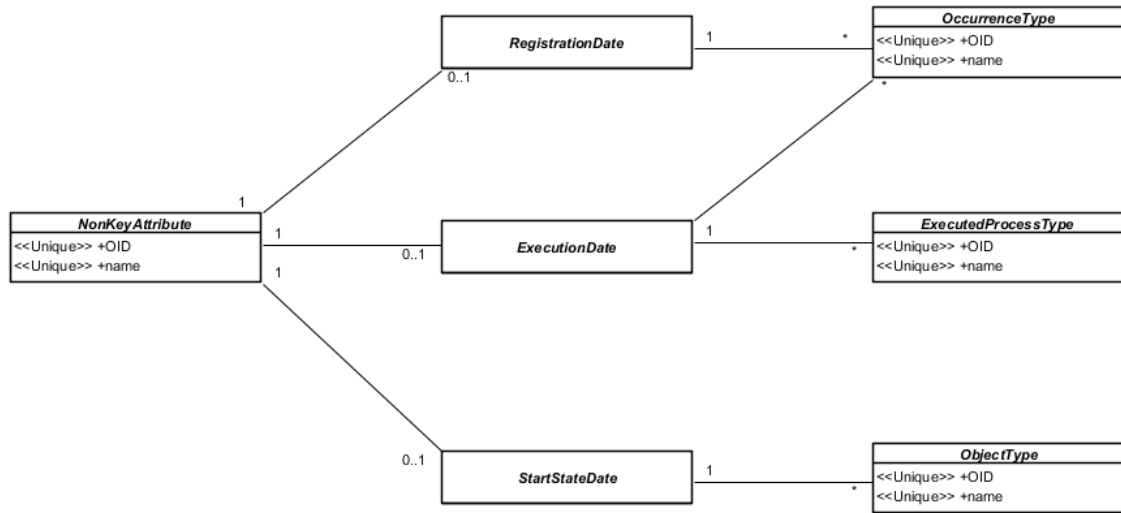 RegistrationDate
1
*
OccurrenceType
<<Unique>> +OID
<<Unique>> +name
0..1
*
1
NonKeyAttribute
<<Unique>> +OID
<<Unique>> +name
1
0..1
ExecutionDate
1
*
ExecutedProcessType
<<Unique>> +OID
<<Unique>> +name
1
0..1
StartStateDate
1
*
ObjectType
<<Unique>> +OID
<<Unique>> +name